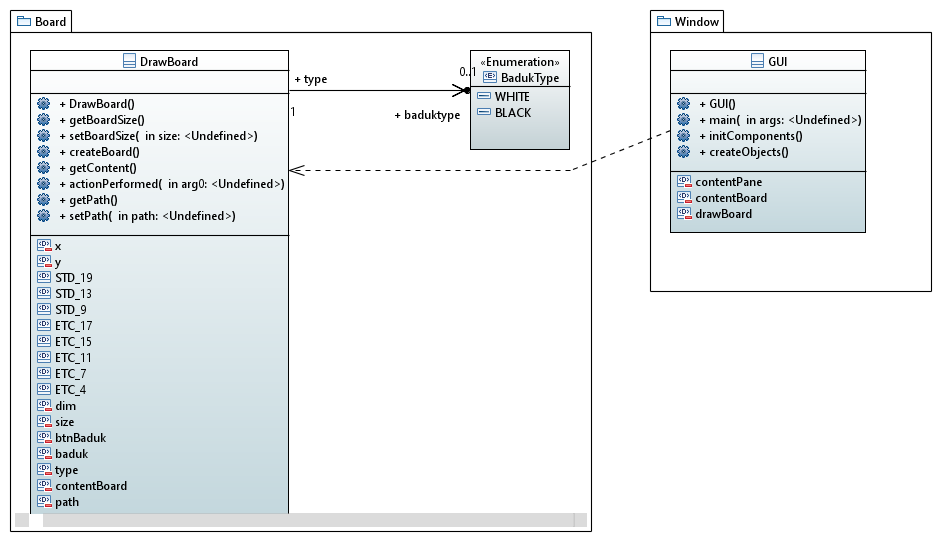 Board
DrawBoard
+ DrawBoard()
+ getBoardSize()
+ setBoardSize( in size: <Undefined>)
+ createBoard()
+ getContent()
+ actionPerformed( in arg0: <Undefined>)
+ getPath()
+ setPath( in path: <Undefined>)
x
y
STD_19
STD_13
STD_9
ETC_17
ETC_15
ETC_11
ETC_7
ETC_4
dim
size
btnBaduk
baduk
type
contentBoard
path
+ type
1
0..1
+ baduktype
«Enumeration»
BadukType
WHITE
BLACK
Window
GUI
+ GUI()
+ main( in args: <Undefined>)
+ initComponents()
+ createObjects()
contentPane
contentBoard
drawBoard